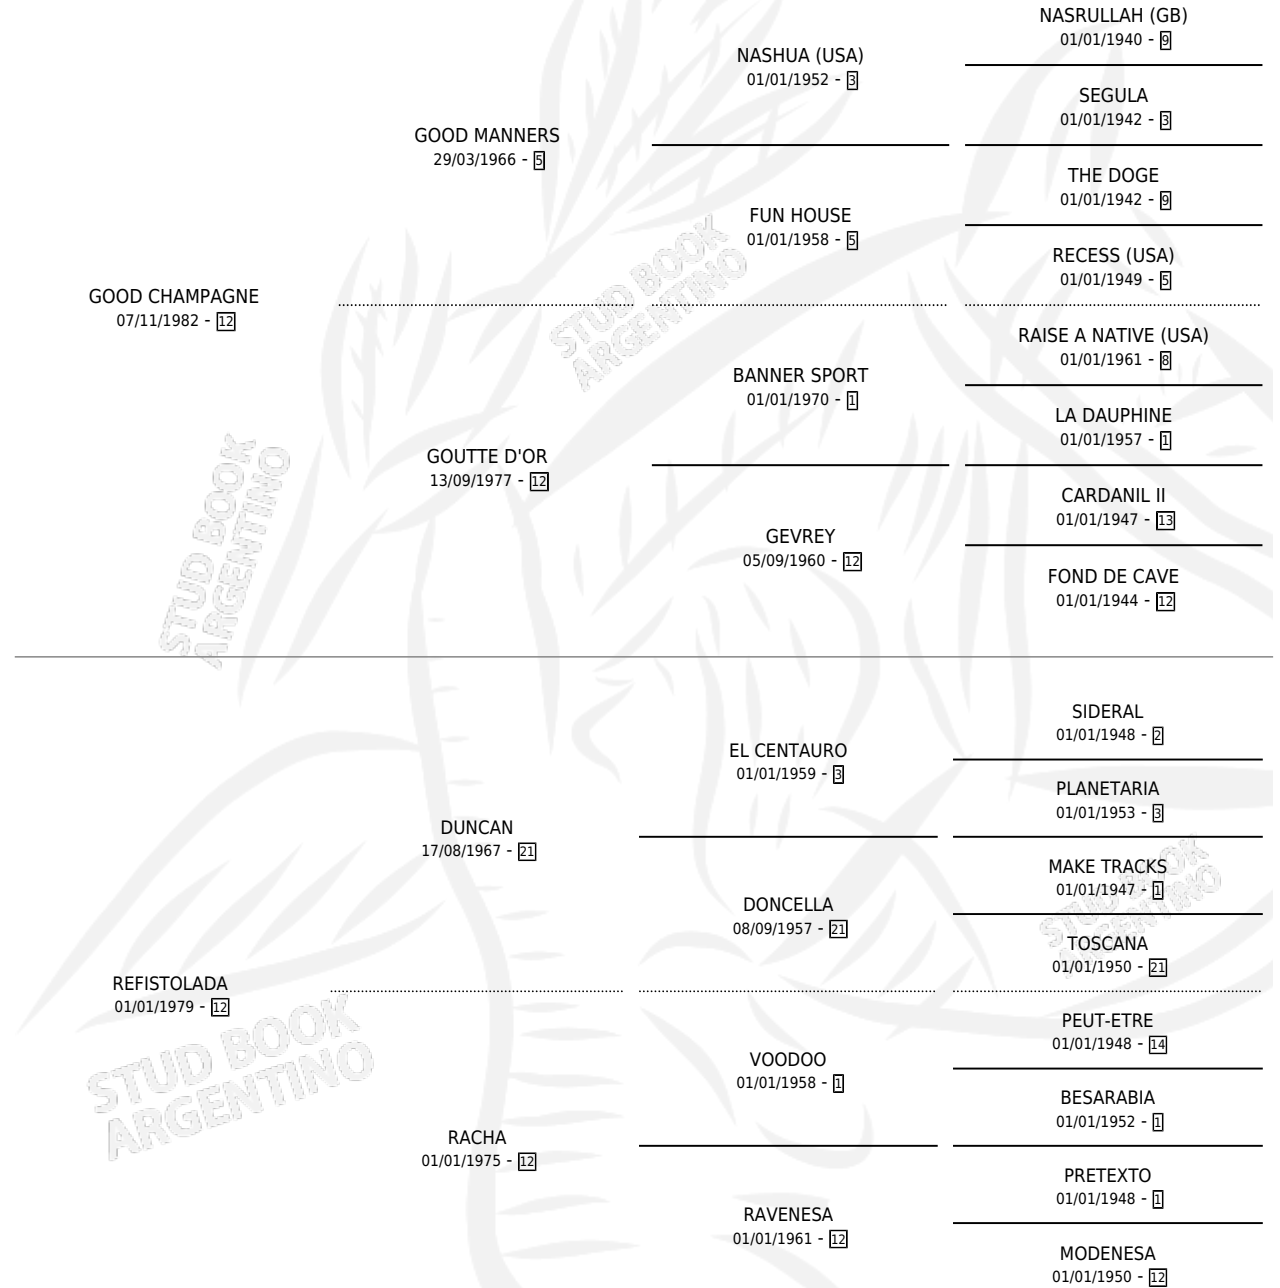 NASRULLAH (GB)
01/01/1940 - 9
NASHUA (USA)
01/01/1952 - 3
SEGULA
01/01/1942 - 3
GOOD MANNERS
29/03/1966 - 5
THE DOGE
01/01/1942 - 9
FUN HOUSE
01/01/1958 - 5
RECESS (USA)
01/01/1949 - 5
GOOD CHAMPAGNE
07/11/1982 - 12
RAISE A NATIVE (USA)
01/01/1961 - 8
BANNER SPORT
01/01/1970 - 1
LA DAUPHINE
01/01/1957 - 1
GOUTTE D'OR
13/09/1977 - 12
CARDANIL II
01/01/1947 - 13
GEVREY
05/09/1960 - 12
FOND DE CAVE
01/01/1944 - 12
SIDERAL
01/01/1948 - 2
EL CENTAURO
01/01/1959 - 3
PLANETARIA
01/01/1953 - 3
DUNCAN
17/08/1967 - 21
MAKE TRACKS
01/01/1947 - 1
DONCELLA
08/09/1957 - 21
TOSCANA
01/01/1950 - 21
REFISTOLADA
01/01/1979 - 12
PEUT-ETRE
01/01/1948 - 14
VOODOO
01/01/1958 - 1
BESARABIA
01/01/1952 - 1
RACHA
01/01/1975 - 12
PRETEXTO
01/01/1948 - 1
RAVENESA
01/01/1961 - 12
MODENESA
01/01/1950 - 12
STUD BOOK
ARGENTINO
STUD BOOK
ARGENTINO
STUD BOOK
ARGENTINO
STUD BOOK
ARGENTINO